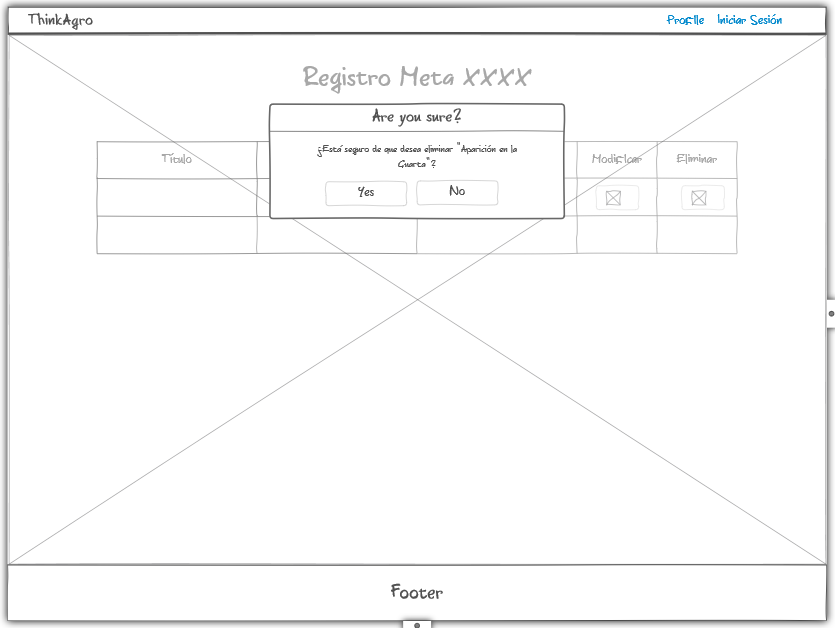 ThinkAgro
Profile Iniciar Sesión
Registro Meta XXXX
Are you sure?
¿Está seguro de que desea eliminar "Aparición en la
Cuarta"?
Yes No
Título Modificar Eliminar
Footer